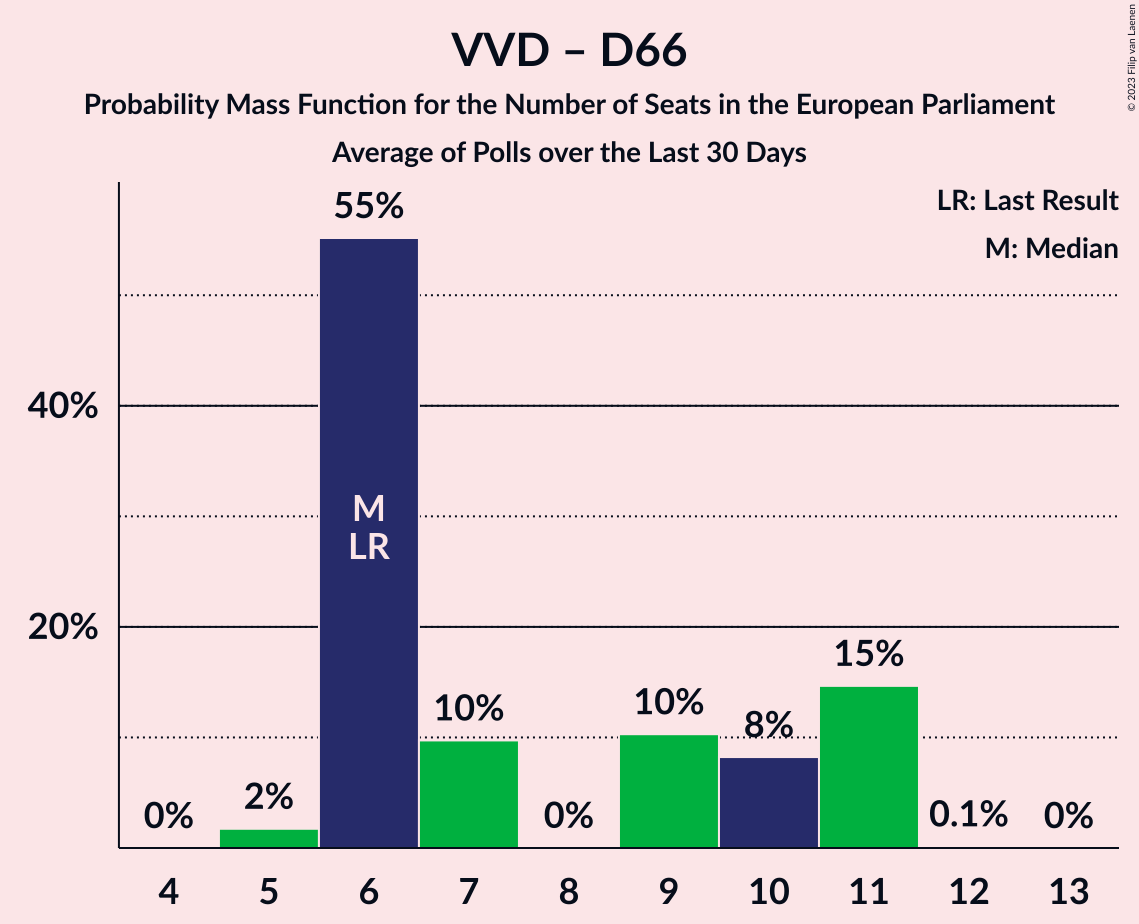 VVD – D66
Probability Mass Function for the Number of Seats in the European Parliament
Average of Polls over the Last 30 Days
© 2023 Filip van Laenen
LR: Last Result
M: Median
55%
40%
M
LR
20%
15%
10%
10%
8%
2%
0%
0%
0.1%
0%
4 5 6 7 8 9 10 11 12 13